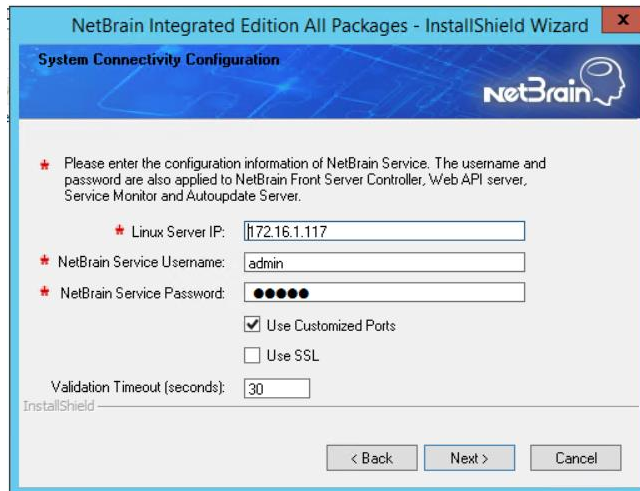 NetBrain Integrated Edition All Packages - InstallShield Wizard x
System Connectivity Configuration
NetBrain
* Please enter the configuration information of NetBrain Service. The username and
password are also applied to NetBrain Front Server Controller, Web API server,
Service Monitor and Autoupdate Server.
* Linux Server IP: 172.16.1.117
* NetBrain Service Username: admin
* NetBrain Service Password: ●●●●●
Use Customized Ports
Use SSL
Validation Timeout (seconds): 30
InstallShield
< Back Next > Cancel